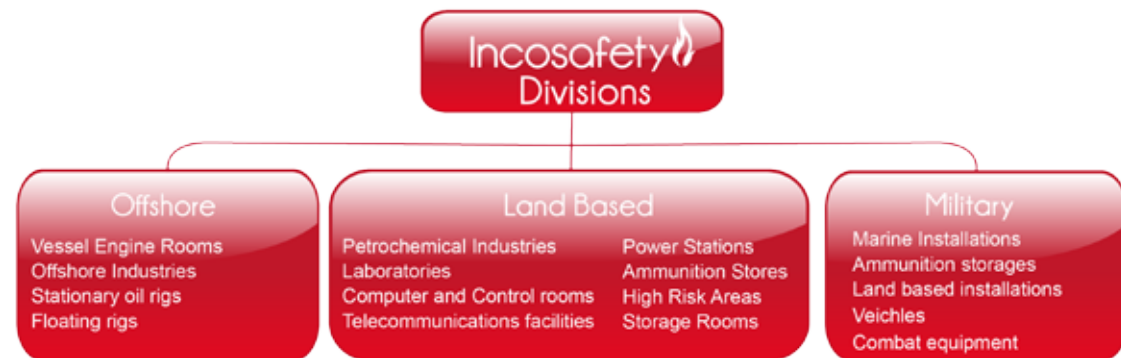 Incosafety
Divisions
Offshore
Vessel Engine Rooms
Offshore Industries
Stationary oil rigs
Floating rigs
Land Based
Petrochemical Industries
Laboratories
Computer and Control rooms
Telecommunications facilities
Power Stations
Ammunition Stores
High Risk Areas
Storage Rooms
Military
Marine Installations
Ammunition storages
Land based installations
Veichles
Combat equipment